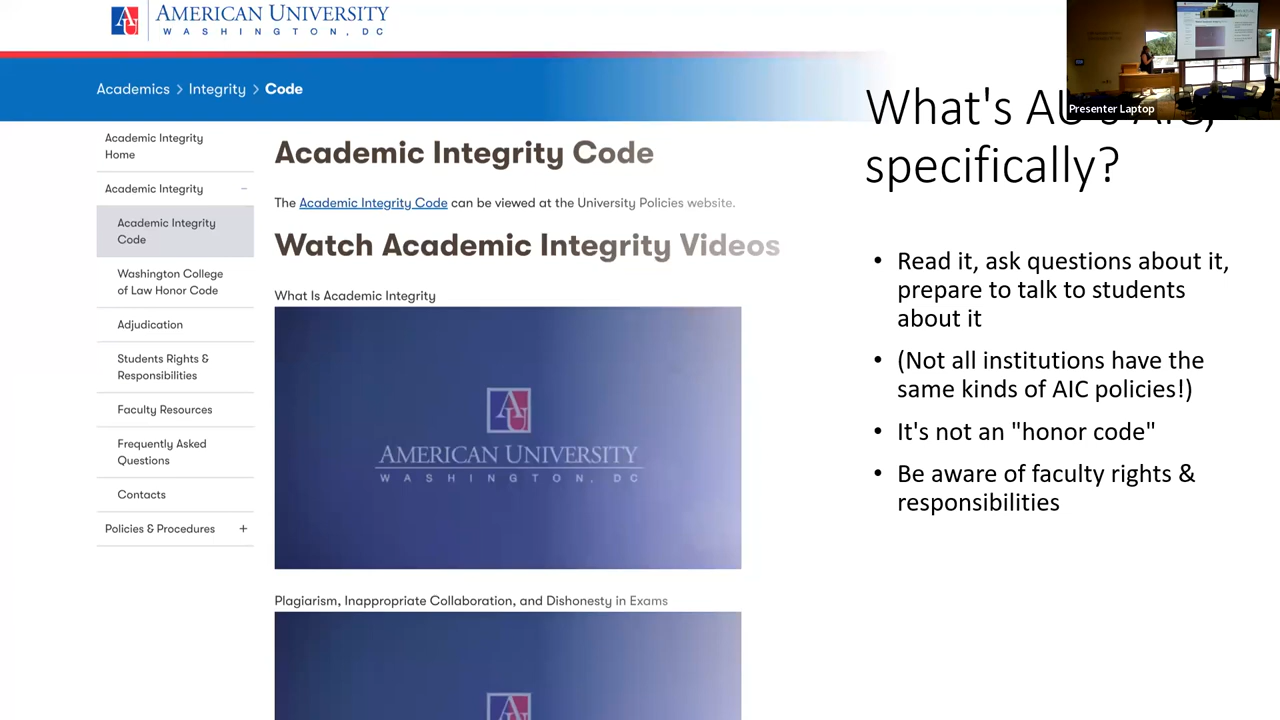 AMERICAN UNIVERSITY
WASHINGTON, DC
Academics > Integrity > Code
Academic Integrity
Home
Academic Integrity
Academic Integrity
Code
Washington College
of Law Honor Code
Adjudication
Students Rights &
Responsibilities
Faculty Resources
Frequently Asked
Questions
Contacts
Policies & Procedures
Academic Integrity Code
The Academic Integrity Code can be viewed at the University Policies website.
Watch Academic Integrity Videos
What Is Academic Integrity
AU
AMERICAN UNIVERSITY
WASHINGTON, DC
Plagiarism, Inappropriate Collaboration, and Dishonesty in Exams
Presenter Laptop
What's
specifically?
• Read it, ask questions about it,
prepare to talk to students
about it
• (Not all institutions have the
same kinds of AIC policies!)
• It's not an "honor code"
• Be aware of faculty rights &
responsibilities